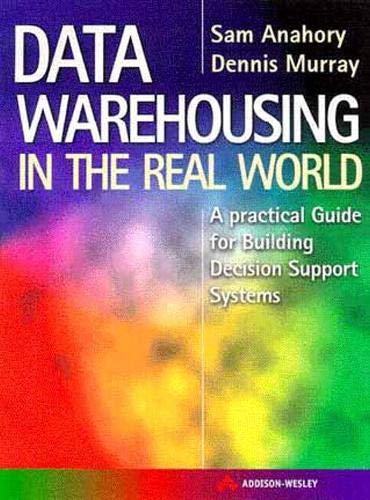 DATA
Sam Anahory
Dennis Murray
WAREHOUSING
IN THE REAL WORLD
A practical Guide
for Building
Decision Support
Systems
ADDISON-WESLEY